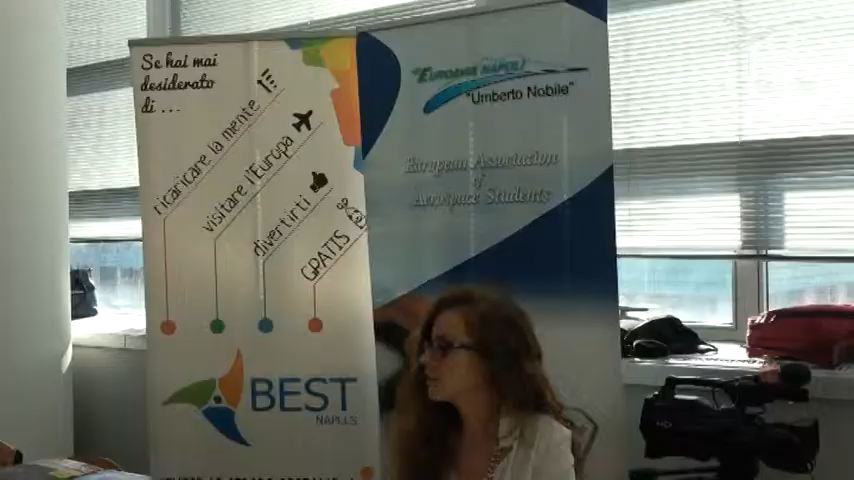 Se hai mai
desiderato
di ...
ricaricare la mente
visitare l'Europa
divertirti
GRATIS
BEST
NAPLES
EUROAVIA NAPOLI
"Umberto Nobile"
European Association
of
Aerospace Students